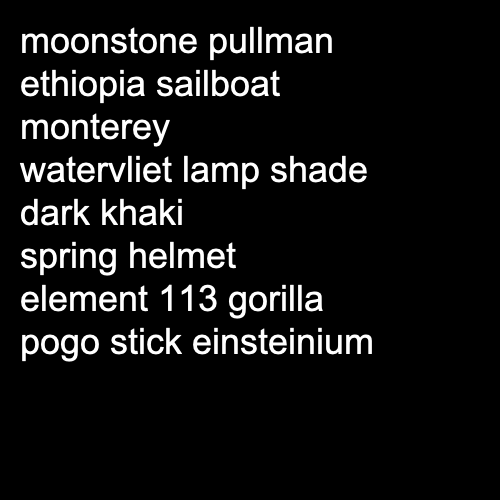 moonstone pullman
ethiopia sailboat
monterey
watervliet lamp shade
dark khaki
spring helmet
element 113 gorilla
pogo stick einsteinium